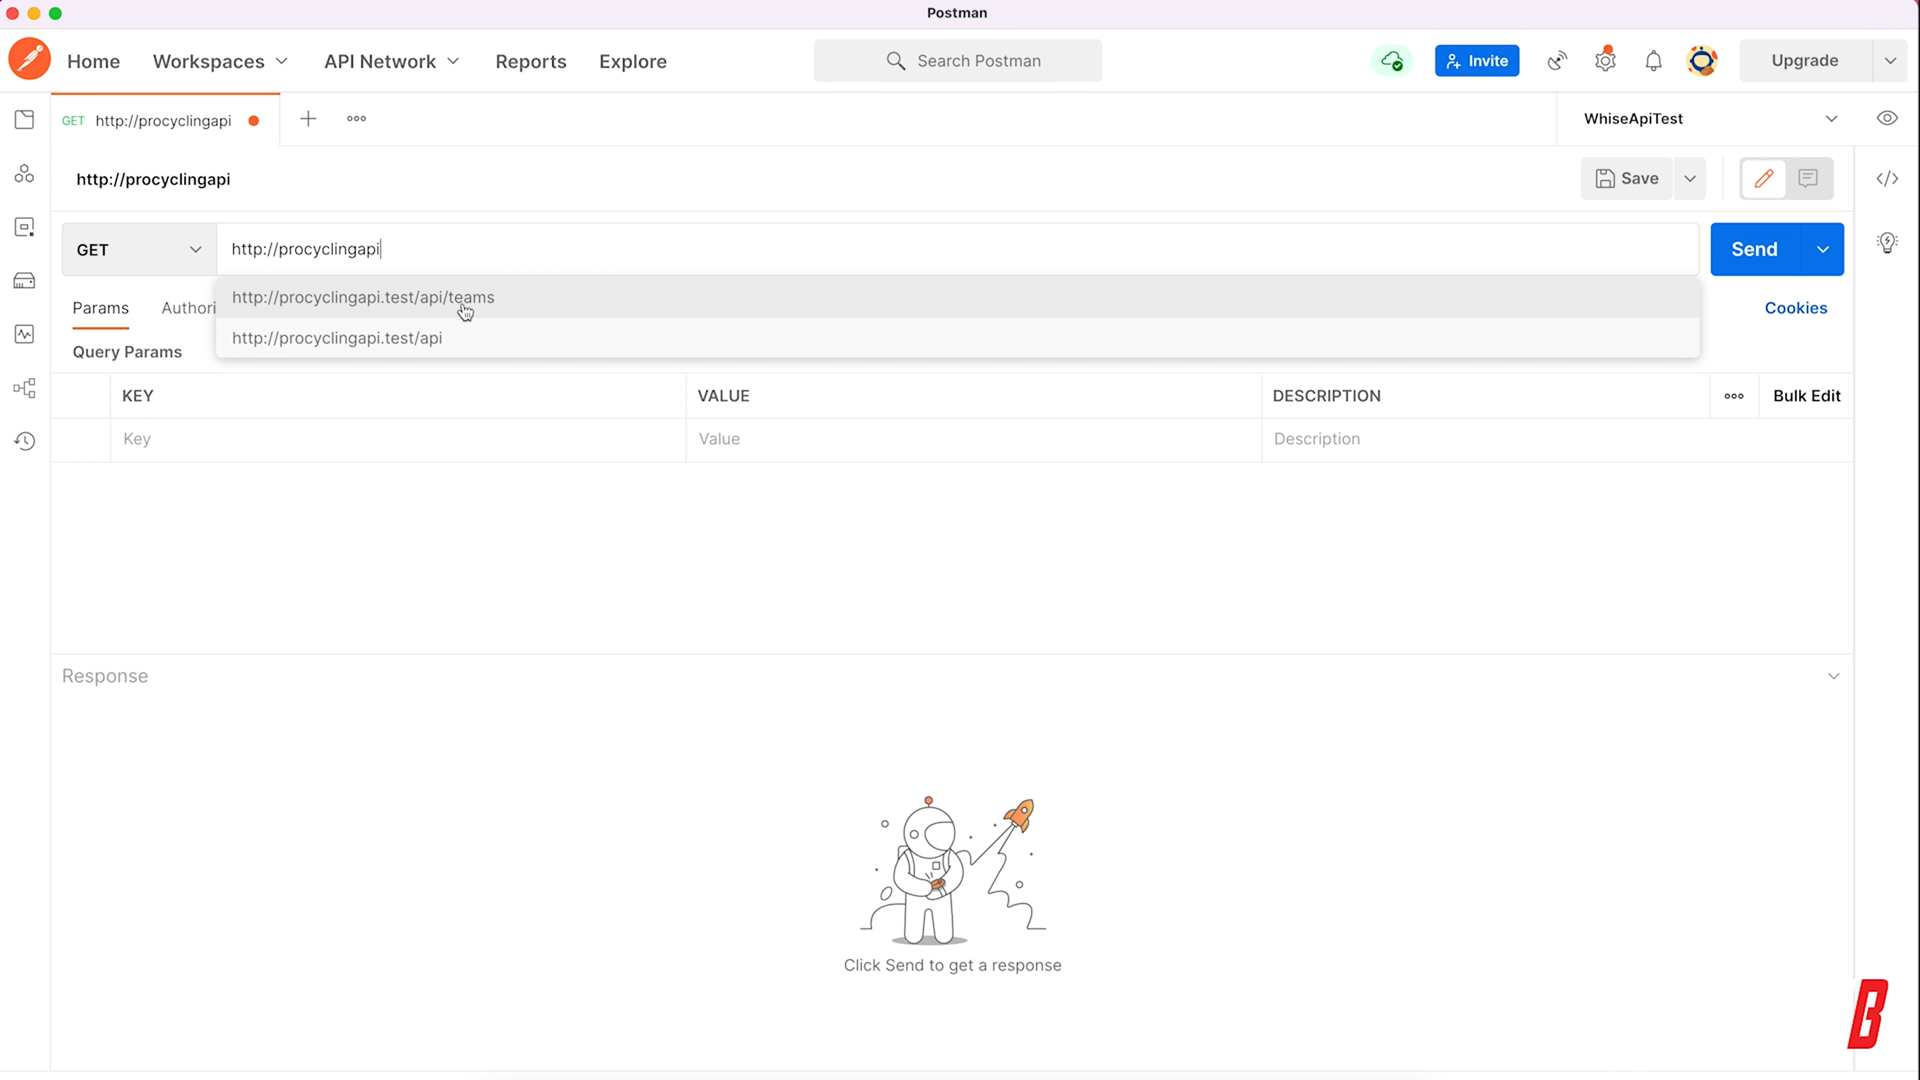 Postman
Home
Workspaces
API Network
Reports
Explore
Search Postman
Invite
Upgrade
GET http://procyclingapi
WhiseApiTest
http://procyclingapi
Save
GET
http://procyclingapi
Send
http://procyclingapi.test/api/teams
http://procyclingapi.test/api
Params
Authori
Cookies
Query Params
KEY
VALUE
DESCRIPTION
Bulk Edit
Key
Value
Description
Response
Click Send to get a response
B